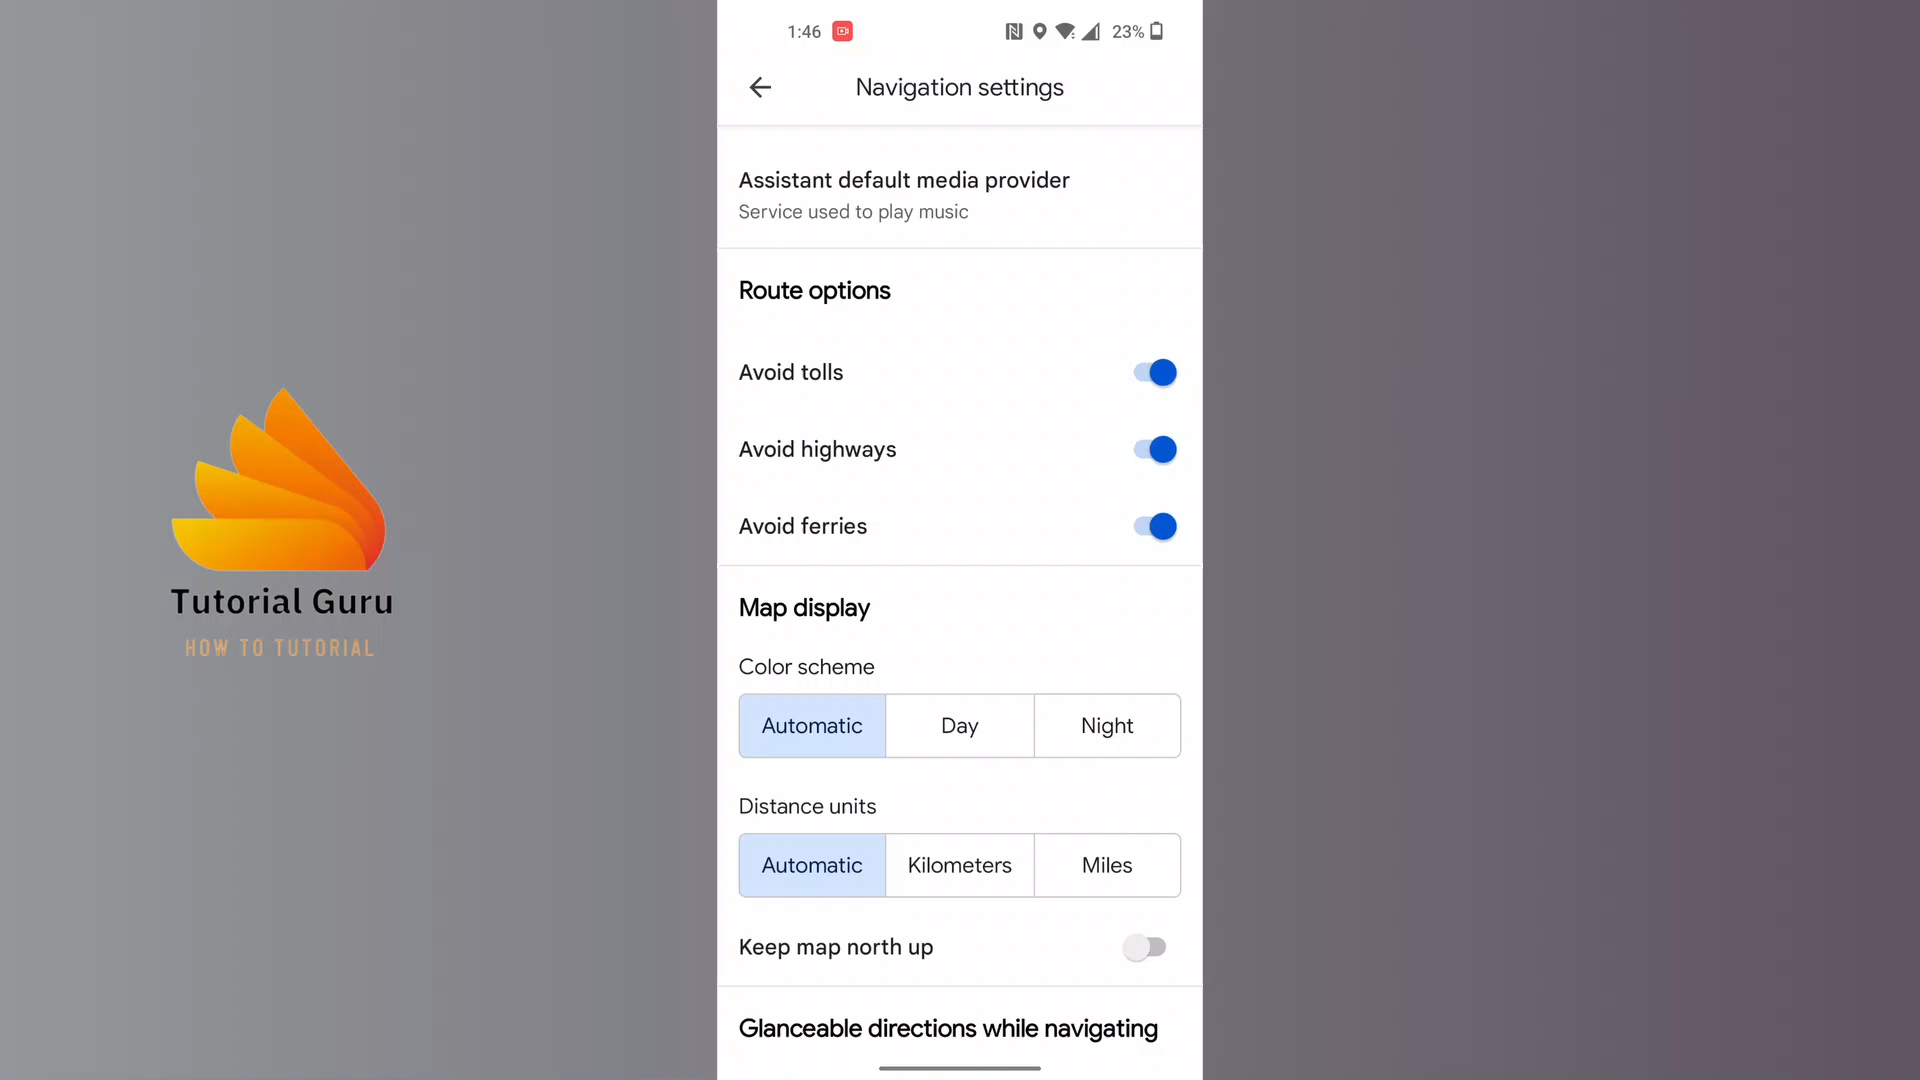 1:46
23%
Navigation settings
Assistant default media provider
Service used to play music
Route options
Avoid tolls
Avoid highways
Avoid ferries
Map display
Color scheme
Automatic Day Night
Distance units
Automatic Kilometers Miles
Keep map north up
Glanceable directions while navigating
Tutorial Guru
HOW TO TUTORIAL